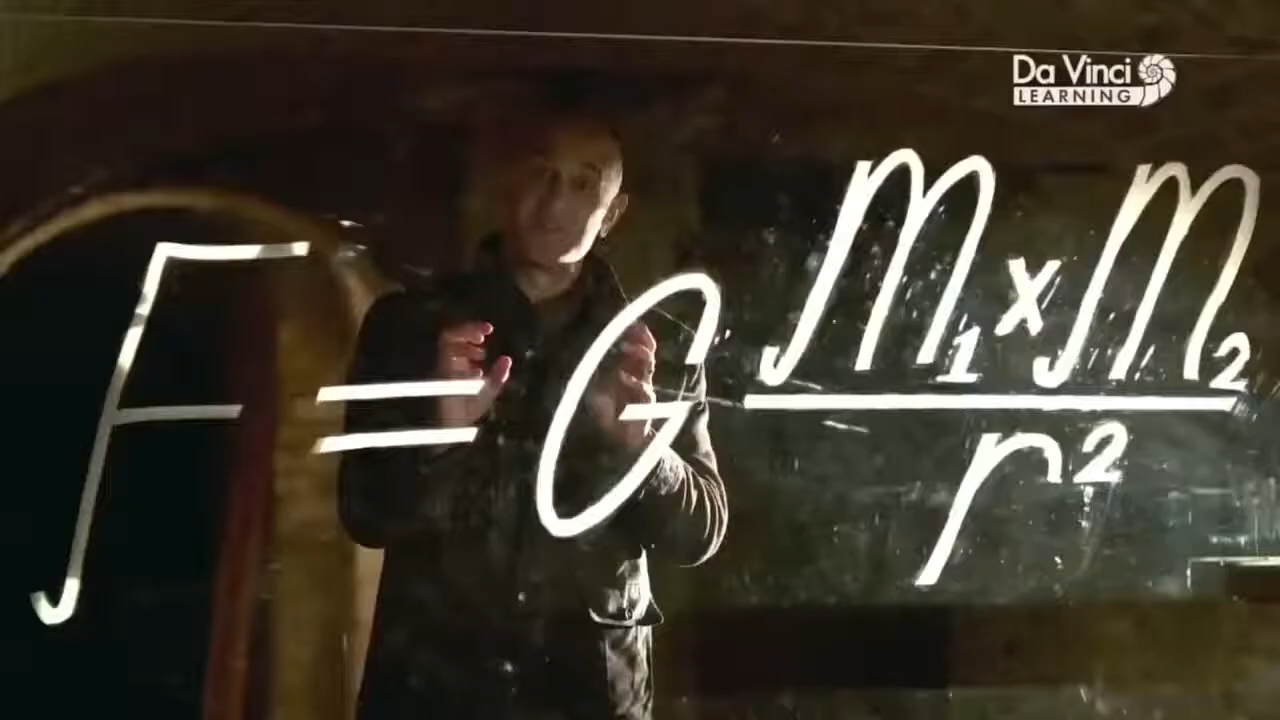 Da Vinci
LEARNING
F = G M₁ x M₂ / r²